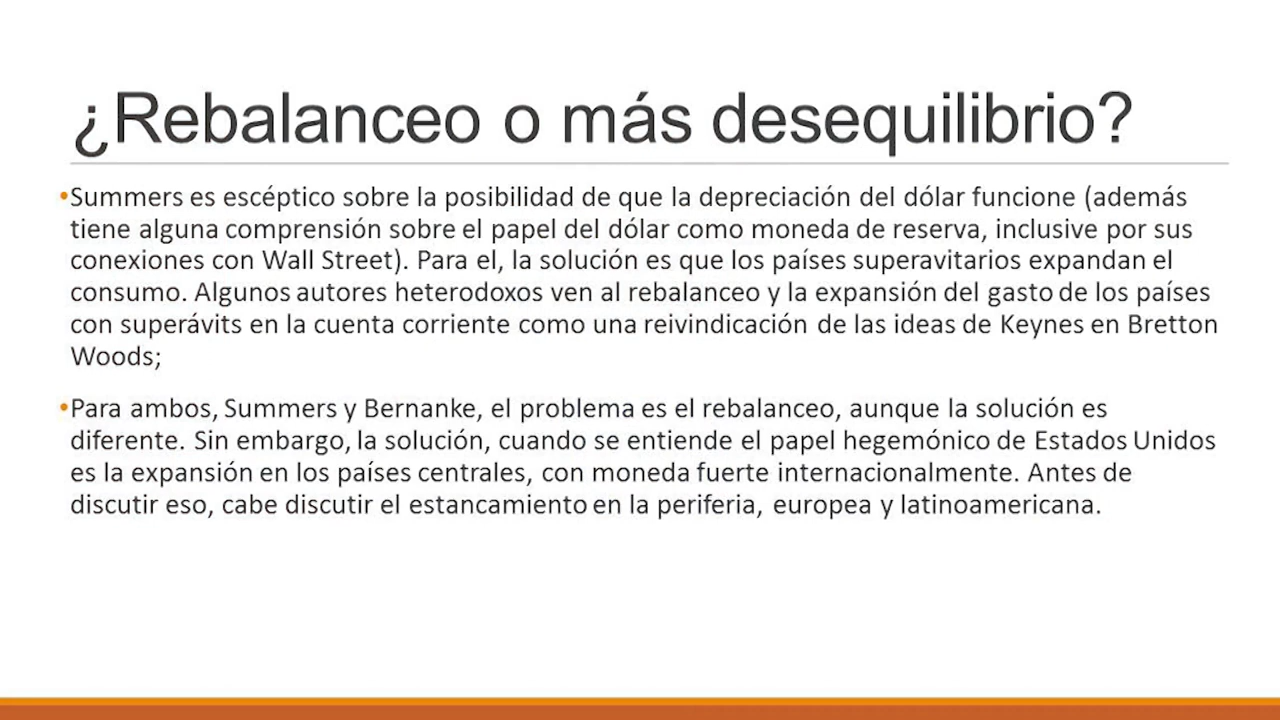 ¿Rebalanceo o más desequilibrio?
•Summers es escéptico sobre la posibilidad de que la depreciación del dólar funcione (además
tiene alguna comprensión sobre el papel del dólar como moneda de reserva, inclusive por sus
conexiones con Wall Street). Para el, la solución es que los países superavitarios expandan el
consumo. Algunos autores heterodoxos ven al rebalanceo y la expansión del gasto de los países
con superávits en la cuenta corriente como una reivindicación de las ideas de Keynes en Bretton
Woods;
•Para ambos, Summers y Bernanke, el problema es el rebalanceo, aunque la solución es
diferente. Sin embargo, la solución, cuando se entiende el papel hegemónico de Estados Unidos
es la expansión en los países centrales, con moneda fuerte internacionalmente. Antes de
discutir eso, cabe discutir el estancamiento en la periferia, europea y latinoamericana.